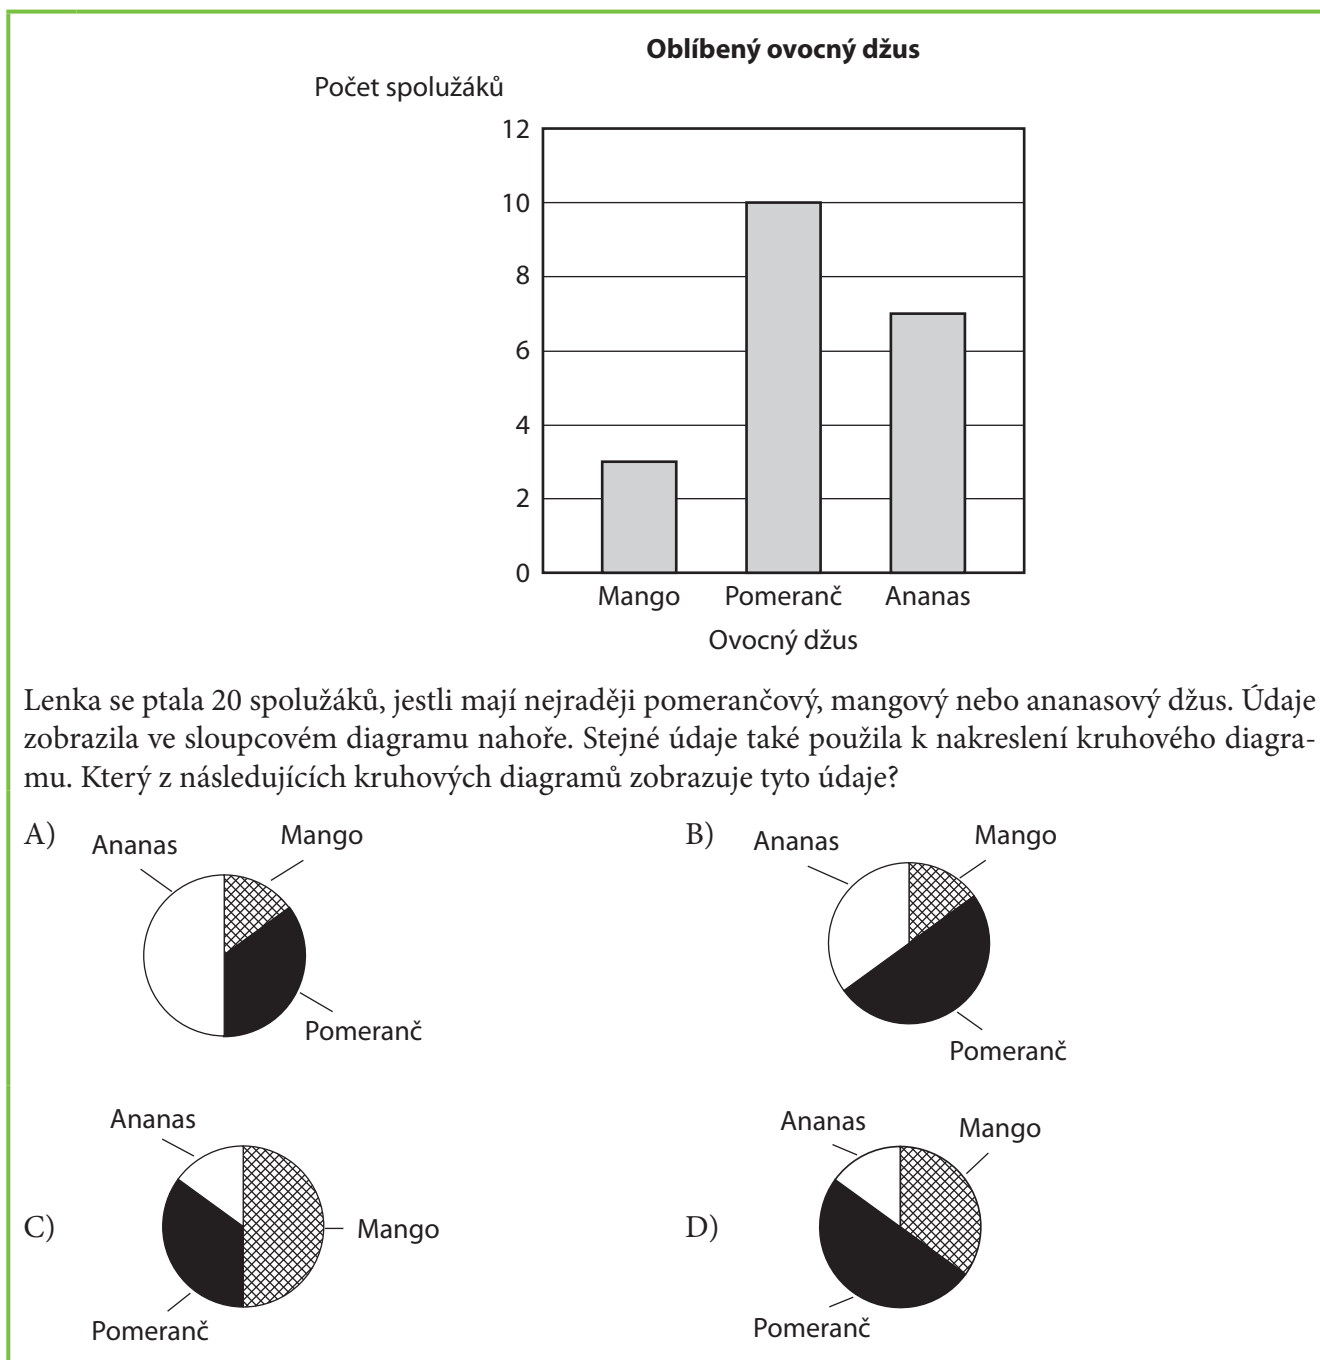 Oblíbený ovocný džus
Počet spolužáků
12
10
8
6
4
2
0
Mango Pomeranč Ananas
Ovocný džus
Lenka se ptala 20 spolužáků, jestli mají nejraději pomerančový, mangový nebo ananasový džus. Údaje
zobrazila ve sloupcovém diagramu nahoře. Stejné údaje také použila k nakreslení kruhového diagra-
mu. Který z následujících kruhových diagramů zobrazuje tyto údaje?
A)
Ananas
Mango
Pomeranč
B)
Ananas
Mango
Pomeranč
C)
Ananas
Mango
Pomeranč
D)
Ananas
Mango
Pomeranč